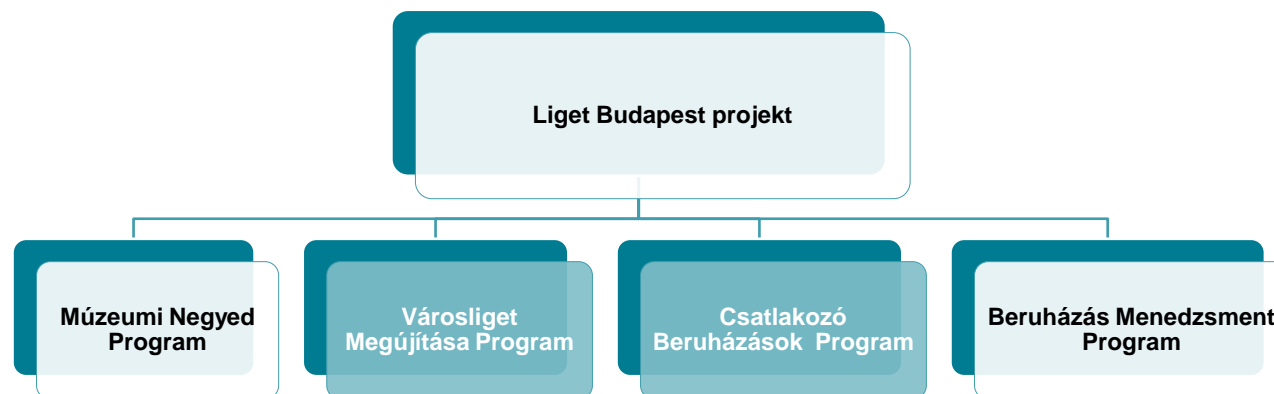 Liget Budapest projekt
Múzeumi Negyed
Program
Városliget
Megújítása Program
Csatlakozó
Beruházások Program
Beruházás Menedzsment
Program